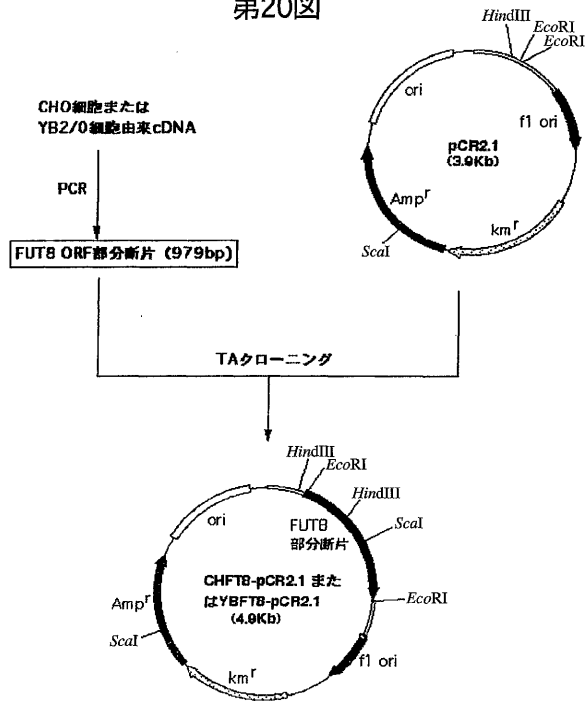 第20図
HindIII
EcoRI
EcoRI
ori
f1 ori
pCR2.1
(3.9Kb)
Ampr
kmr
ScaI
CHO細胞または
YB2/0細胞由来cDNA
PCR
FUT8 ORF部分断片 (979bp)
TAクローニング
HindIII
EcoRI
HindIII
ScaI
ori
FUT8
部分断片
CHFT8-pCR2.1 また
はYBFT8-pCR2.1
(4.9Kb)
EcoRI
Ampr
ScaI
f1 ori
kmr